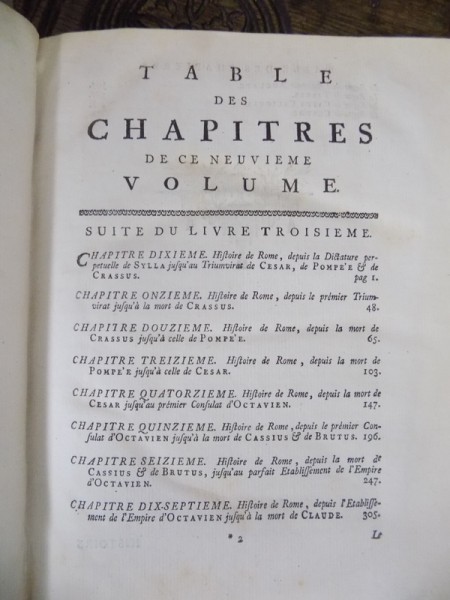 TABLE
DES
CHAPITRES
DE CE NEUVIEME
VOLUME.
SUITE DU LIVRE TROISIEME.
CHAPITRE DIXIEME. Hiſtoire de Rome, depuis la Dictature per-
petuelle de SYLLA juſqu'au Triumvirat de CESAR, de POMPE'E & de
CRASSUS. pag 1.
CHAPITRE ONZIEME. Hiſtoire de Rome, depuis le prémier Trium-
virat juſqu'à la mort de CRASSUS. 48.
CHAPITRE DOUZIEME. Hiſtoire de Rome, depuis la mort de
CRASSUS juſqu'à celle de POMPE'E. 65.
CHAPITRE TREIZIEME. Hiſtoire de Rome, depuis la mort de
POMPE'E juſqu'à celle de CESAR. 103.
CHAPITRE QUATORZIEME. Hiſtoire de Rome, depuis la mort de
CESAR juſqu'au prémier Conſulat d'OCTAVIEN. 147.
CHAPITRE QUINZIEME. Hiſtoire de Rome, depuis le prémier Con-
ſulat d'OCTAVIEN juſqu'à la mort de CASSIUS & de BRUTUS. 196.
CHAPITRE SEIZIEME. Hiſtoire de Rome, depuis la mort de
CASSIUS & de BRUTUS, juſqu'au parfait Etabliſſement de l'Empire
d'OCTAVIEN. 247.
CHAPITRE DIX-SEPTIEME. Hiſtoire de Rome, depuis l'Etabliſſe-
ment de l'Empire d'OCTAVIEN juſqu'à la mort de CLAUDE. 305.
* 2 Le